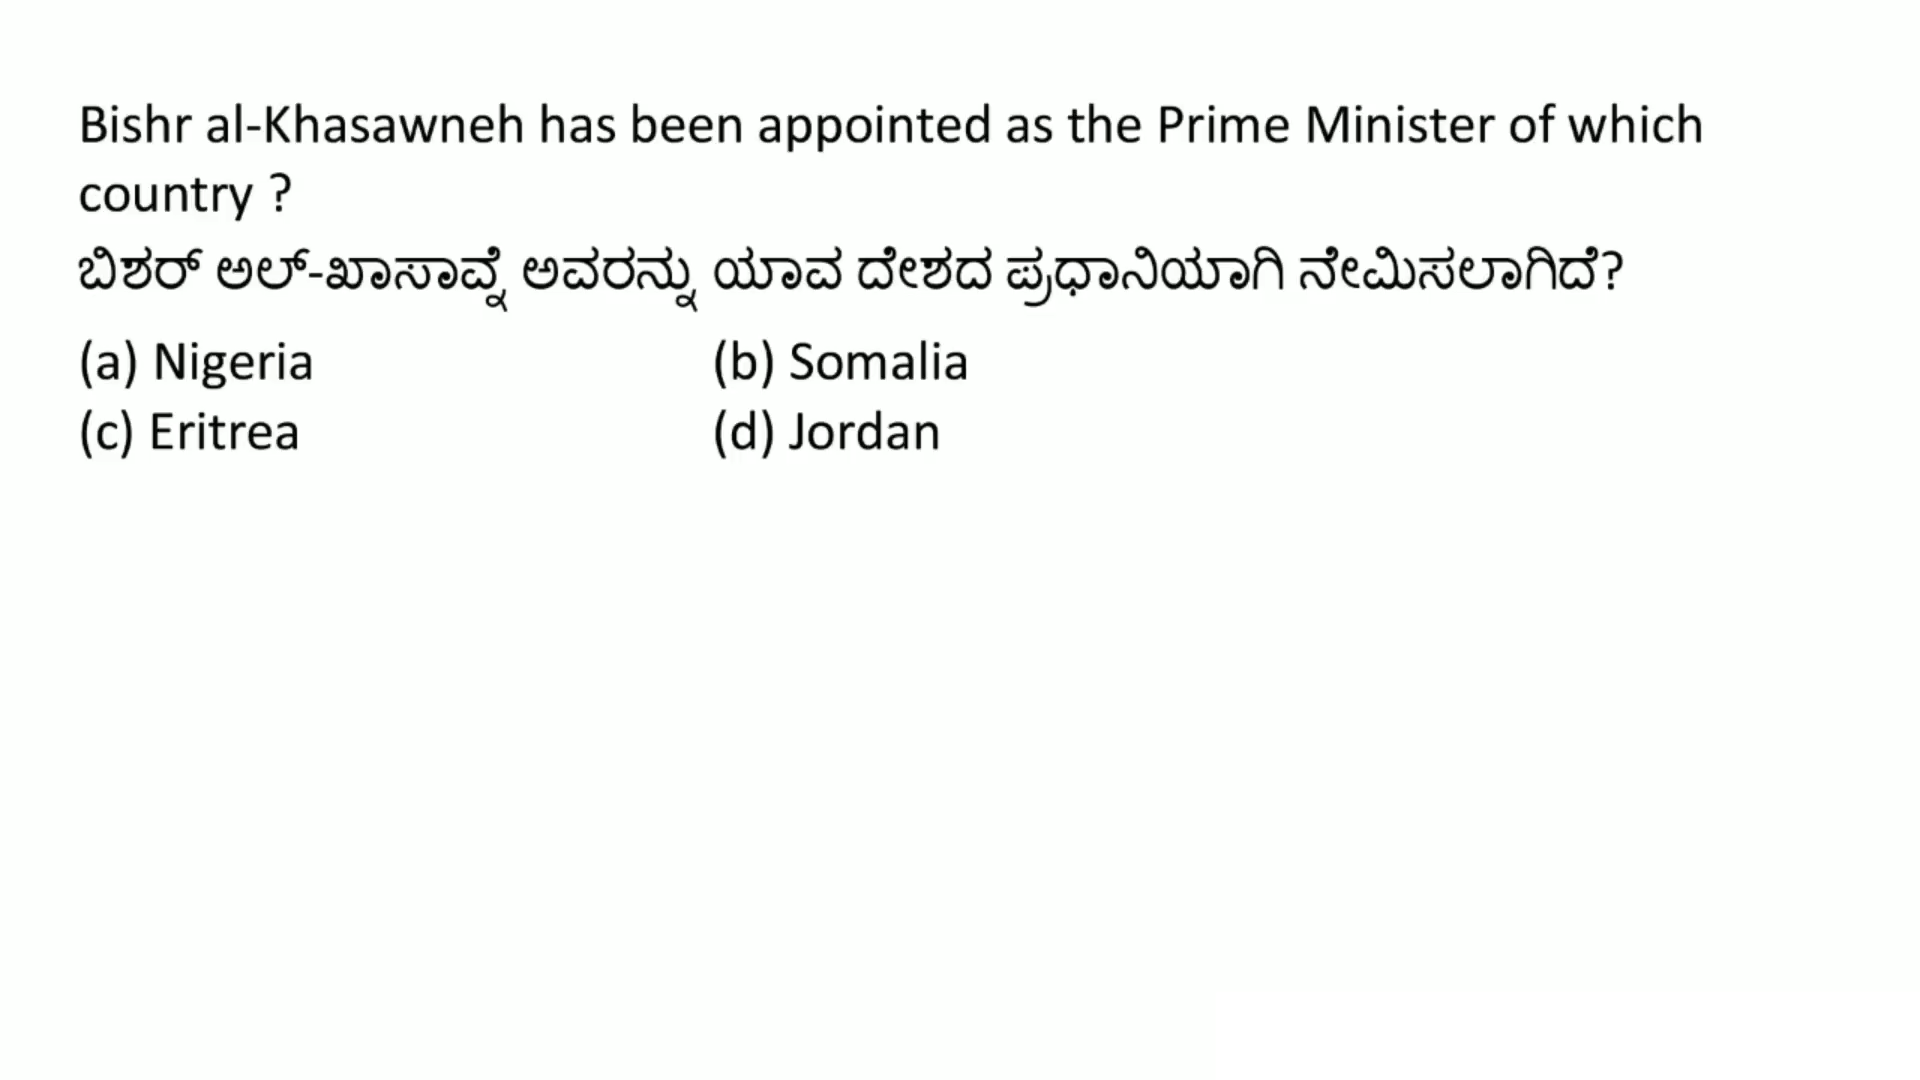 Bishr al-Khasawneh has been appointed as the Prime Minister of which
country ?
ಬಿಶರ್ ಅಲ್-ಖಾಸಾವ್ನೆ ಅವರನ್ನು ಯಾವ ದೇಶದ ಪ್ರಧಾನಿಯಾಗಿ ನೇಮಿಸಲಾಗಿದೆ?
(a) Nigeria (b) Somalia
(c) Eritrea (d) Jordan